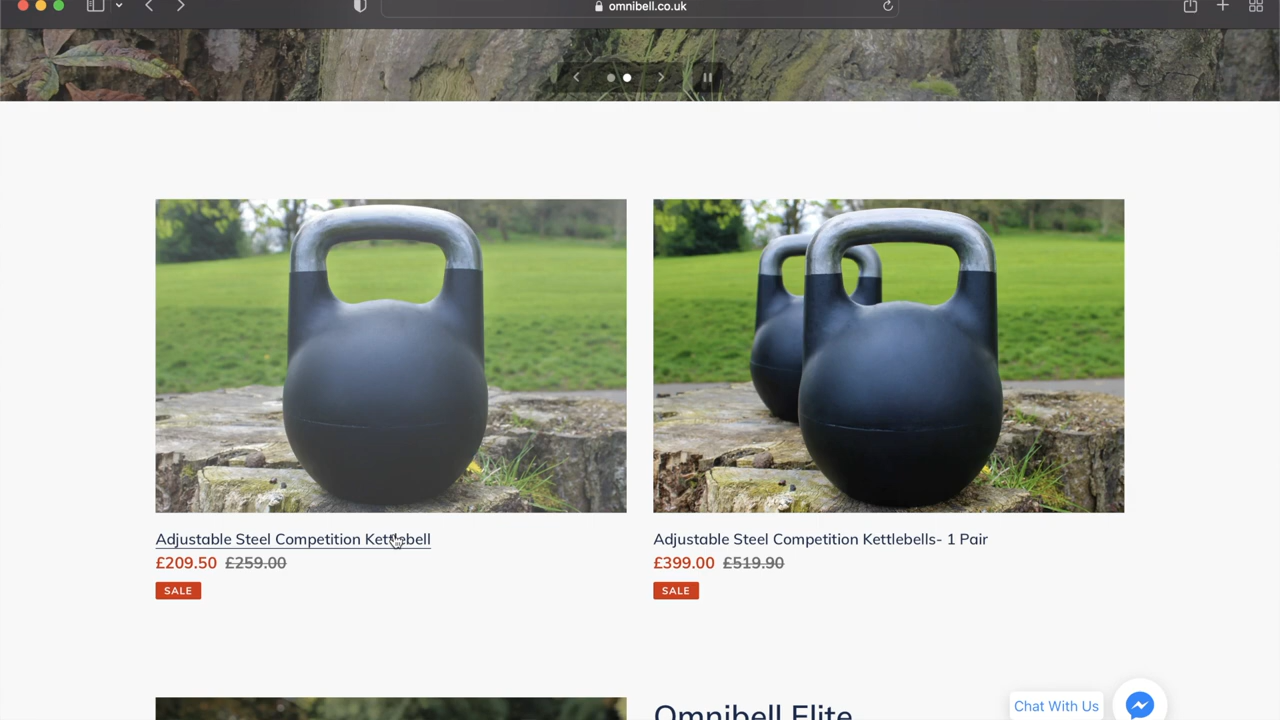 omnibell.co.uk
Adjustable Steel Competition Kettlebell
£209.50 £259.00
SALE
Adjustable Steel Competition Kettlebells- 1 Pair
£399.00 £519.90
SALE
Omnibell Elite
Chat With Us